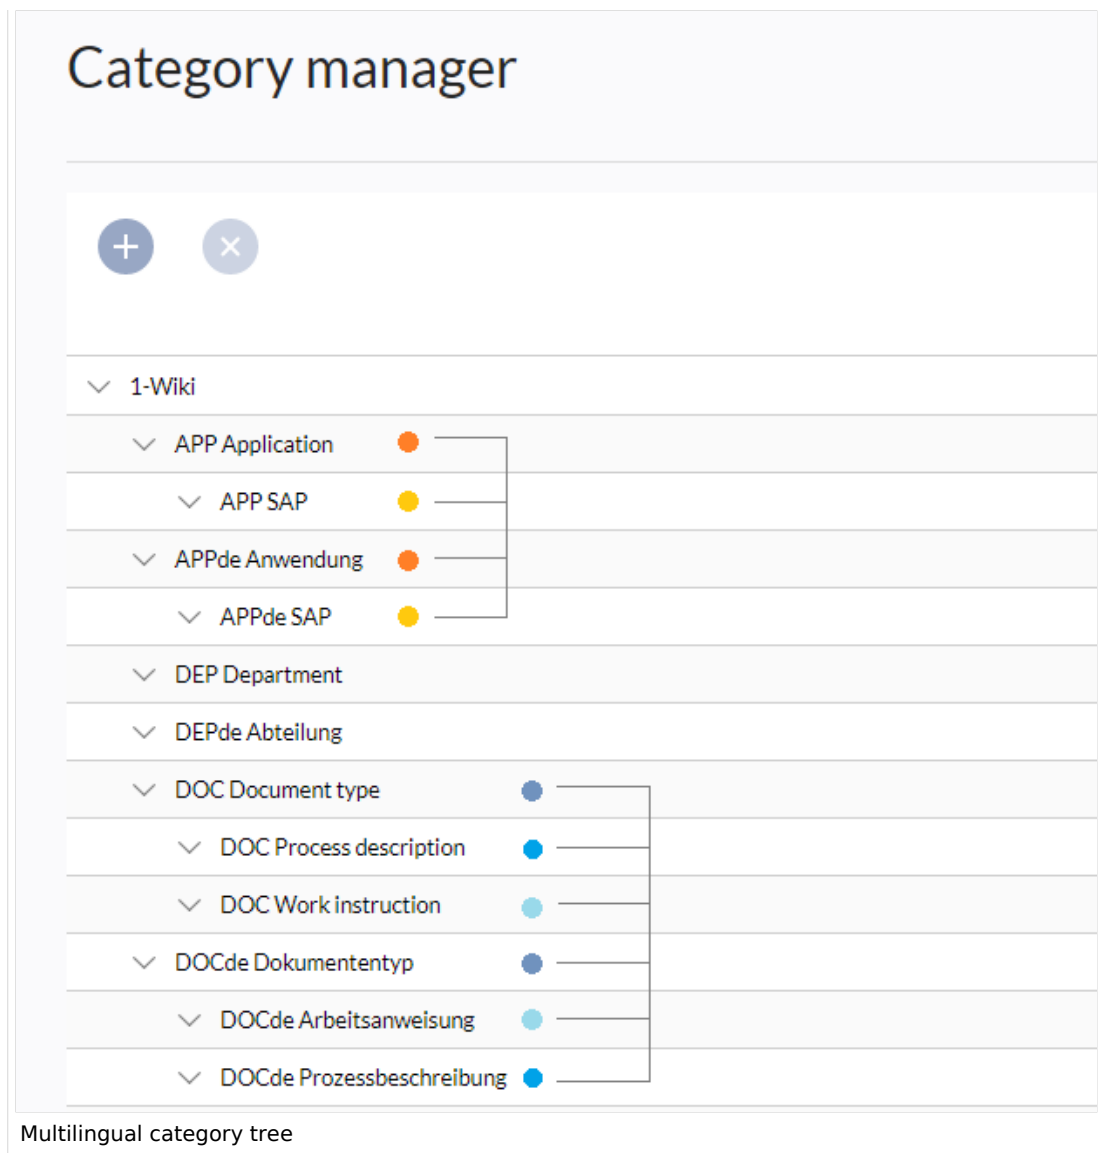 Category manager
1-Wiki
APP Application
APP SAP
APPde Anwendung
APPde SAP
DEP Department
DEPde Abteilung
DOC Document type
DOC Process description
DOC Work instruction
DOCde Dokumententyp
DOCde Arbeitsanweisung
DOCde Prozessbeschreibung
Multilingual category tree